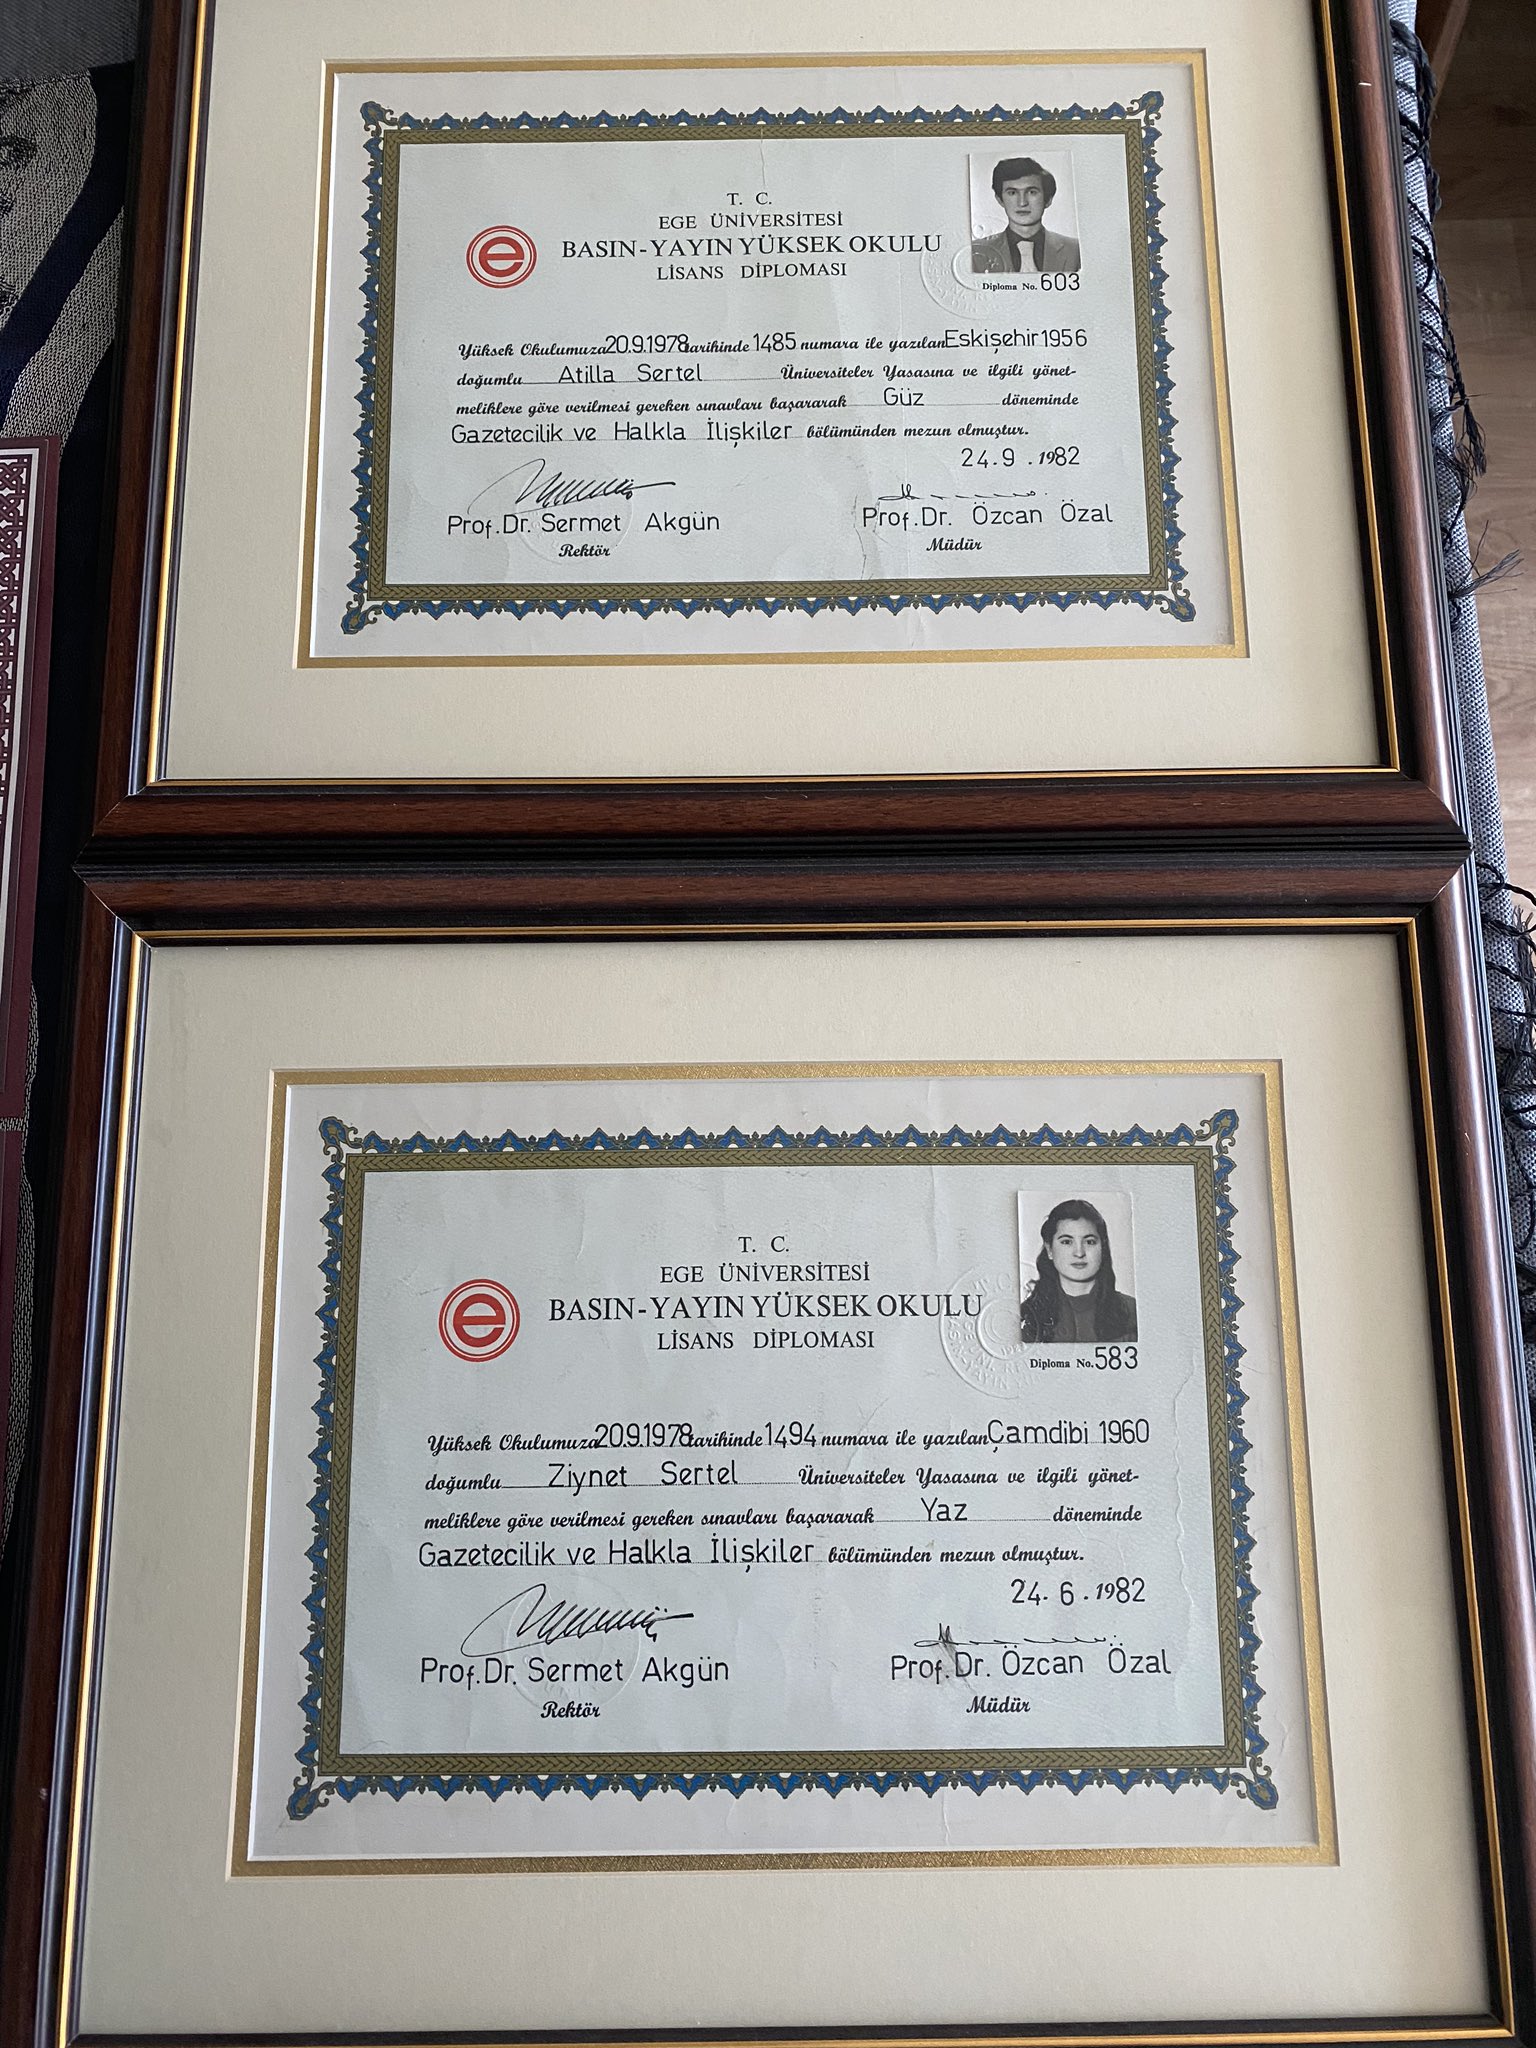 T. C.
EGE ÜNİVERSİTESİ
BASIN-YAYIN YÜKSEK OKULU
LİSANS DİPLOMASI
e
Diploma No. 603
Yüksek Okulumuza 20.9.1978 tarihinde 1485 numara ile yazılan Eskişehir 1956
doğumlu Atilla Sertel Üniversiteler Yasasına ve ilgili yönet-
meliklere göre verilmesi gereken sınavları başararak Güz döneminde
Gazetecilik ve Halkla İlişkiler bölümünden mezun olmuştur.
24.9.1982
Prof. Dr. Sermet Akgün
Rektör
Prof. Dr. Özcan Özal
Müdür
T. C.
EGE ÜNİVERSİTESİ
BASIN-YAYIN YÜKSEK OKULU
LİSANS DİPLOMASI
e
Diploma No. 583
Yüksek Okulumuza 20.9.1978 tarihinde 1494 numara ile yazılan Çamdibi 1960
doğumlu Ziynet Sertel Üniversiteler Yasasına ve ilgili yönet-
meliklere göre verilmesi gereken sınavları başararak Yaz döneminde
Gazetecilik ve Halkla İlişkiler bölümünden mezun olmuştur.
24.6.1982
Prof. Dr. Sermet Akgün
Rektör
Prof. Dr. Özcan Özal
Müdür